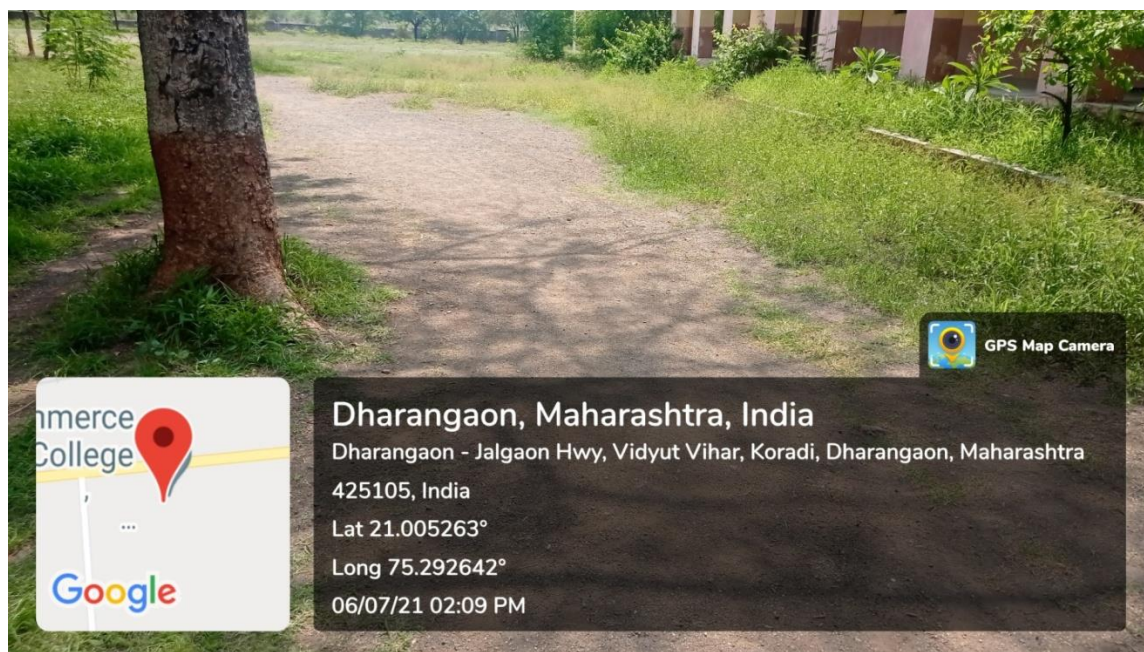 GPS Map Camera
mmerce
College
Google
Dharangaon, Maharashtra, India
Dharangaon - Jalgaon Hwy, Vidyut Vihar, Koradi, Dharangaon, Maharashtra
425105, India
Lat 21.005263°
Long 75.292642°
06/07/21 02:09 PM